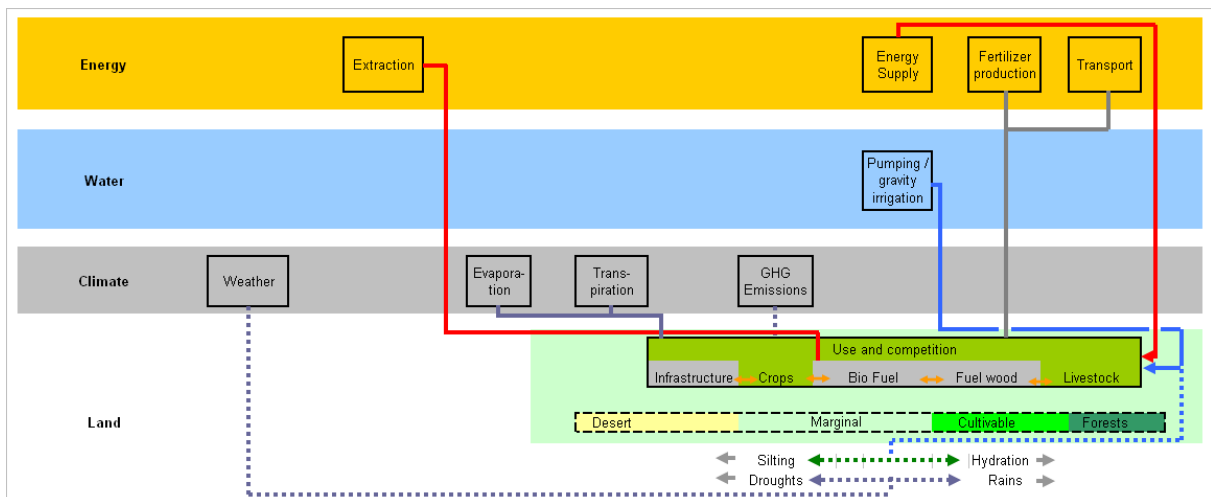 Energy
Extraction
Energy
Supply
Fertilizer
production
Transport
Water
Pumping /
gravity
irrigation
Climate
Weather
Evapora-
tion
Trans-
piration
GHG
Emissions
Land
Use and competition
Infrastructure
Crops
Bio Fuel
Fuel wood
Livestock
Desert
Marginal
Cultivable
Forests
Silting
Hydration
Droughts
Rains